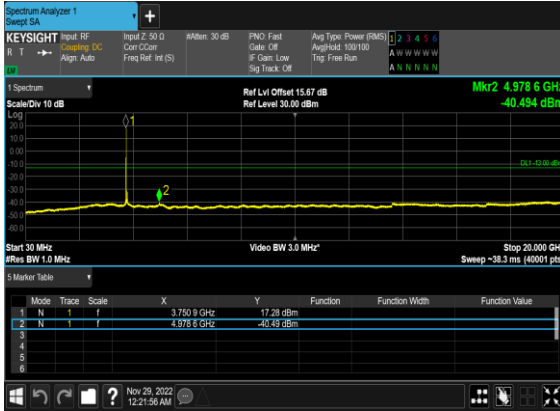 Spectrum Analyzer 1
Swept SA
+
KEYSIGHT Input: RF Input Z: 50 Ω #Atten: 30 dB PNO: Fast Avg Type: Power (RMS) 1 2 3 4 5 6
R T Coupling: DC Corr CCorr Gate: Off Avg|Hold: 100/100 A W W W W W
Align: Auto Freq Ref: Int (S) IF Gain: Low Trig: Free Run
Sig Track: Off A N N N N N
1 Spectrum Ref Lvl Offset 15.67 dB Mkr2 4.978 6 GHz
Scale/Div 10 dB Ref Level 30.00 dBm -40.494 dBm
Log
20.0
10.0
0.00
-10.0
-20.0
-30.0
-40.0
-50.0
-60.0
1
2
DL1 -13.00 dBm
Start 30 MHz Video BW 3.0 MHz* Stop 20.000 GHz
#Res BW 1.0 MHz Sweep ~38.3 ms (40001 pts)
5 Marker Table
Mode Trace Scale X Y Function Function Width Function Value
1 N 1 f 3.750 9 GHz 17.28 dBm
2 N 1 f 4.978 6 GHz -40.49 dBm
3
4
5
6
? Nov 29, 2022
12:21:56 AM